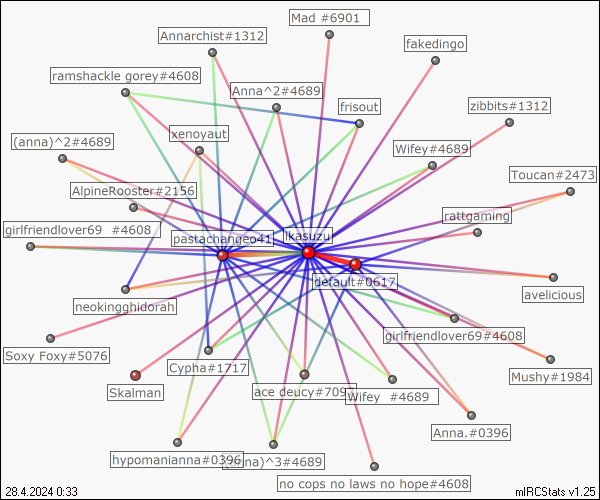 Mad #6901
Annarchist#1312
fakedingo
ramshackle gorey#4608
Anna^2#4689
frisout
zibbits#1312
xenoyaut
(anna)^2#4689
Wifey#4689
Toucan#2473
AlpineRooster#2156
rattgaming
girlfriendlover69 #4608
pastachangeo41
ikasuzu
default#0617
avelicious
neokingghidorah
girlfriendlover69#4608
Soxy Foxy#5076
Cypha#1717
Mushy#1984
Skalman
ace deucy#709
Wifey #4689
Anna.#0396
hypomanianna#0396
)^3#4689
no cops no laws no hope#4608
28.4.2024 0:33
mIRCStats v1.25